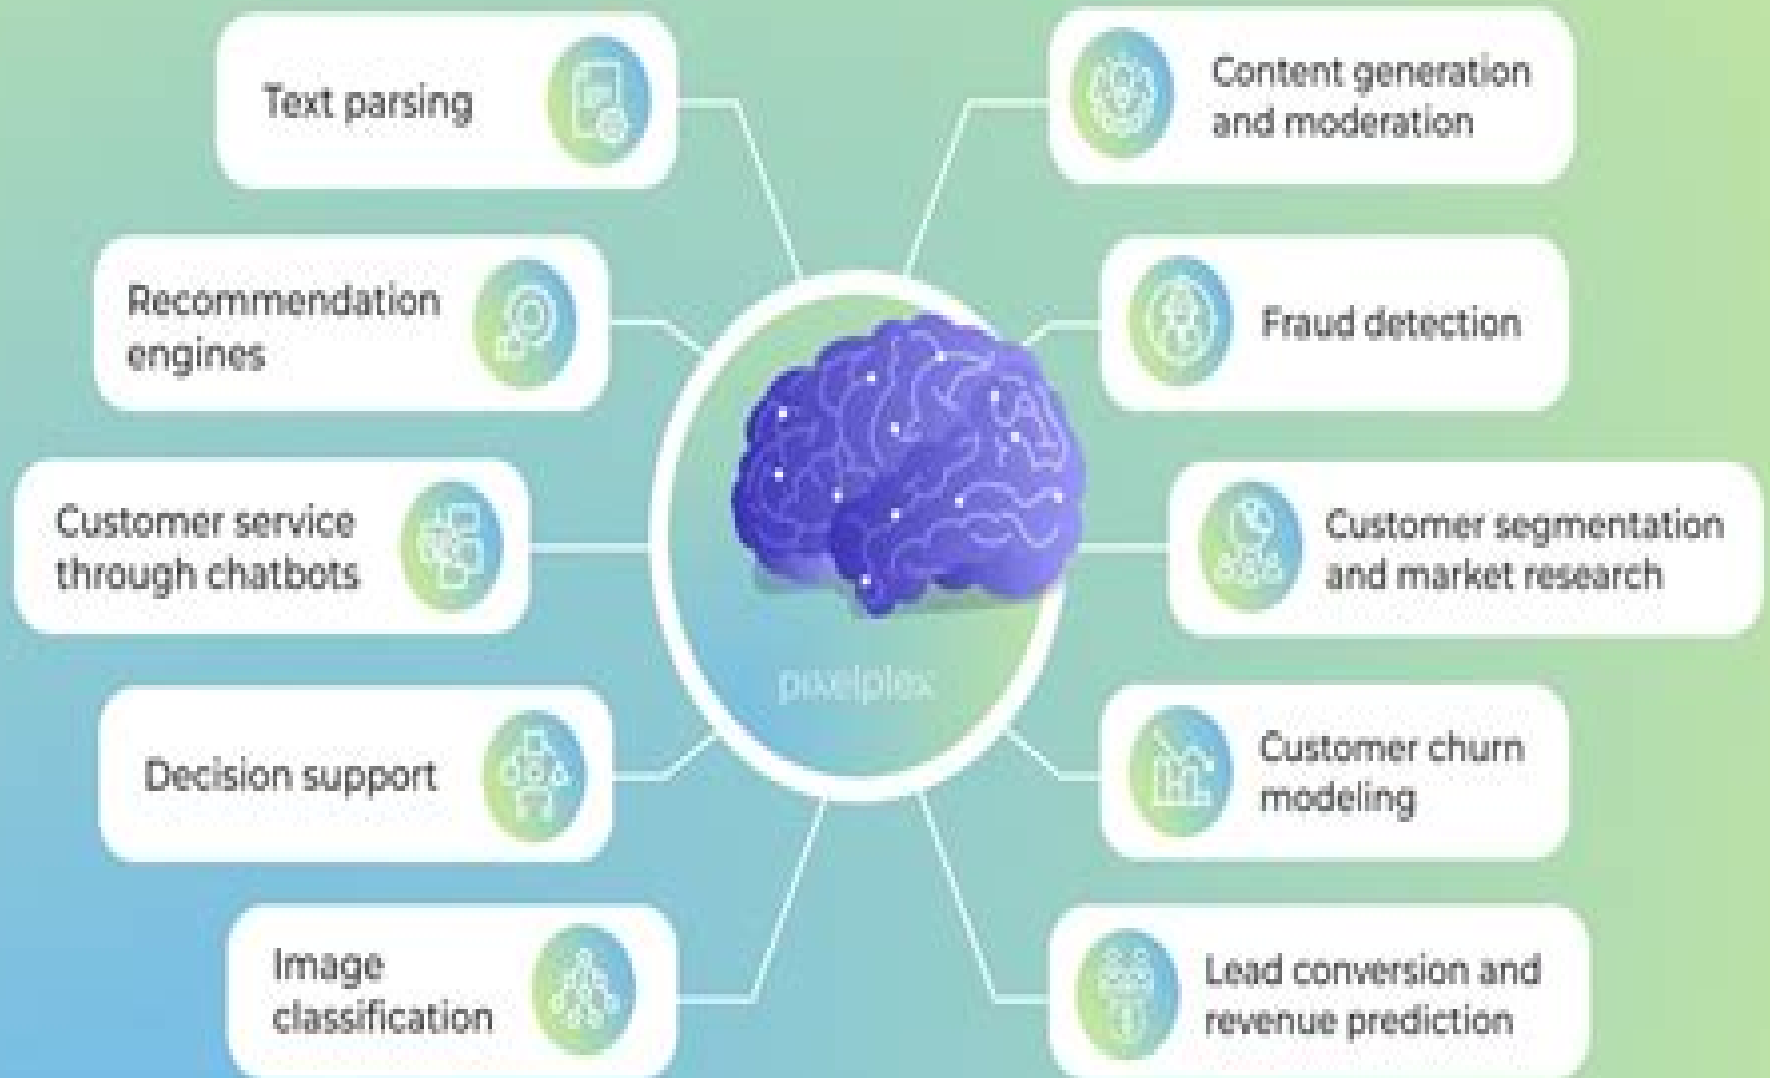 Text parsing
Recommendation
engines
Customer service
through chatbots
Decision support
Image
classification
Content generation
and moderation
Fraud detection
Customer segmentation
and market research
Customer churn
modeling
Lead conversion and
revenue prediction
pixelplex